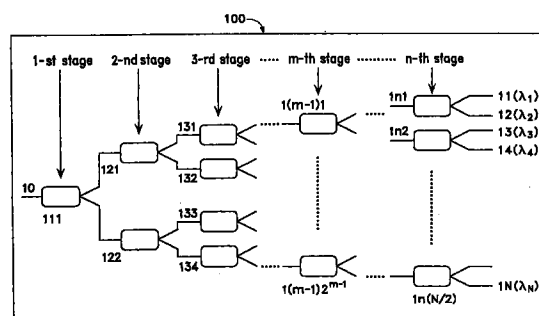 100
1-st stage 2-nd stage 3-rd stage ······ m-th stage ········ n-th stage
1n1 11(λ1)
12(λ2)
131 1(m-1)1
1n2 13(λ3)
14(λ4)
121
132
10
111
133
122
134
1(m-1)2^m-1 1n(N/2) 1N(λN)